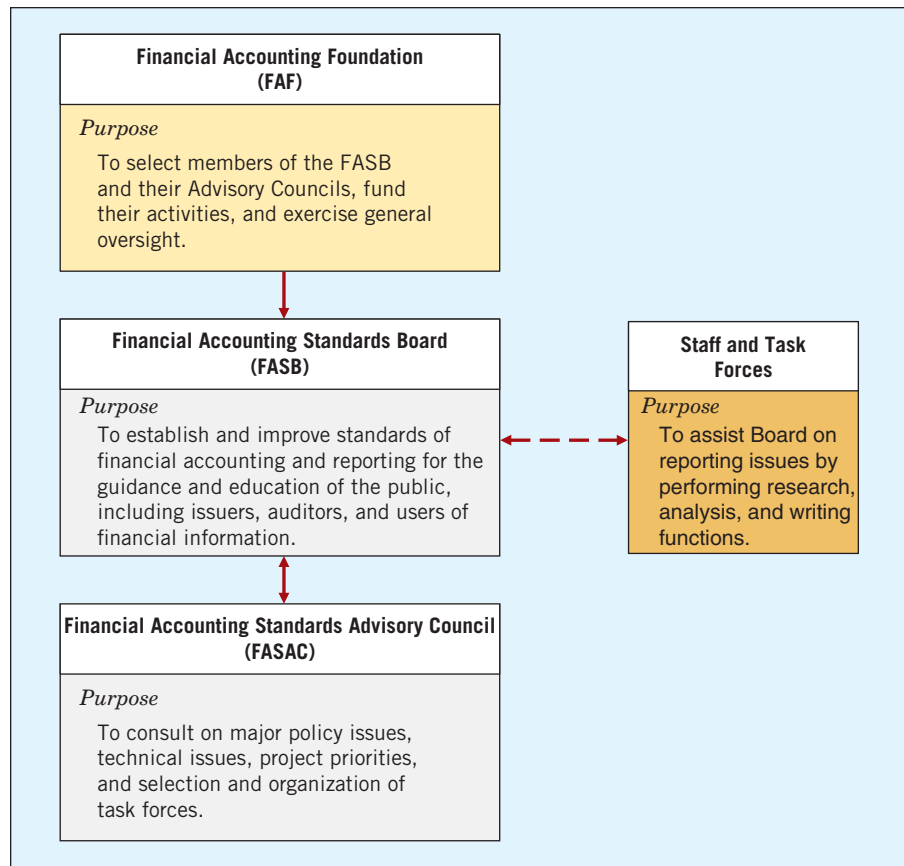 Financial Accounting Foundation
(FAF)
Purpose
To select members of the FASB
and their Advisory Councils, fund
their activities, and exercise general
oversight.
Financial Accounting Standards Board
(FASB)
Purpose
To establish and improve standards of
financial accounting and reporting for the
guidance and education of the public,
including issuers, auditors, and users of
financial information.
Staff and Task
Forces
Purpose
To assist Board on
reporting issues by
performing research,
analysis, and writing
functions.
Financial Accounting Standards Advisory Council
(FASAC)
Purpose
To consult on major policy issues,
technical issues, project priorities,
and selection and organization of
task forces.